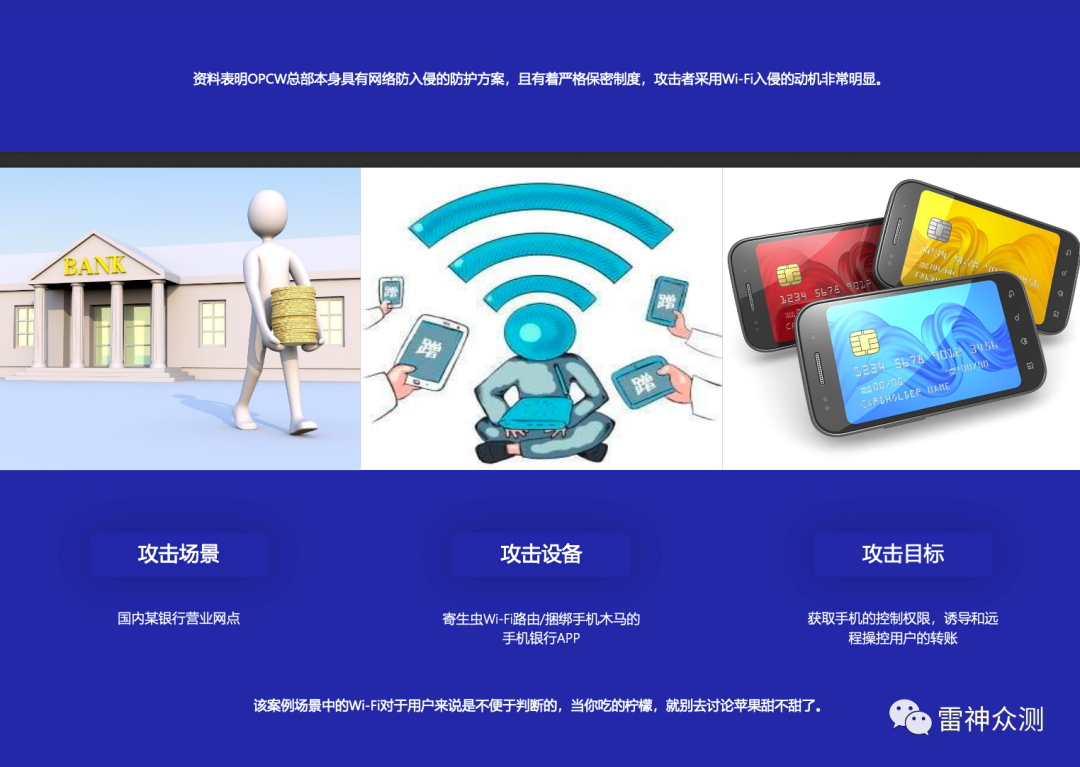 资料表明OPCW总部本身具有网络防入侵的防护方案，且有着严格保密制度，攻击者采用Wi-Fi入侵的动机非常明显。
BANK
蹭
蹭
蹭
蹭
1234 5678 9012
1234 5678 9012 3456
00/00
CARDHOLDER NAME
攻击场景
攻击设备
攻击目标
国内某银行营业网点
寄生虫Wi-Fi路由/捆绑手机木马的
手机银行APP
获取手机的控制权限，诱导和远
程操控用户的转账
该案例场景中的Wi-Fi对于用户来说是不便于判断的，当你吃的柠檬，就别去讨论苹果甜不甜了。
雷神众测